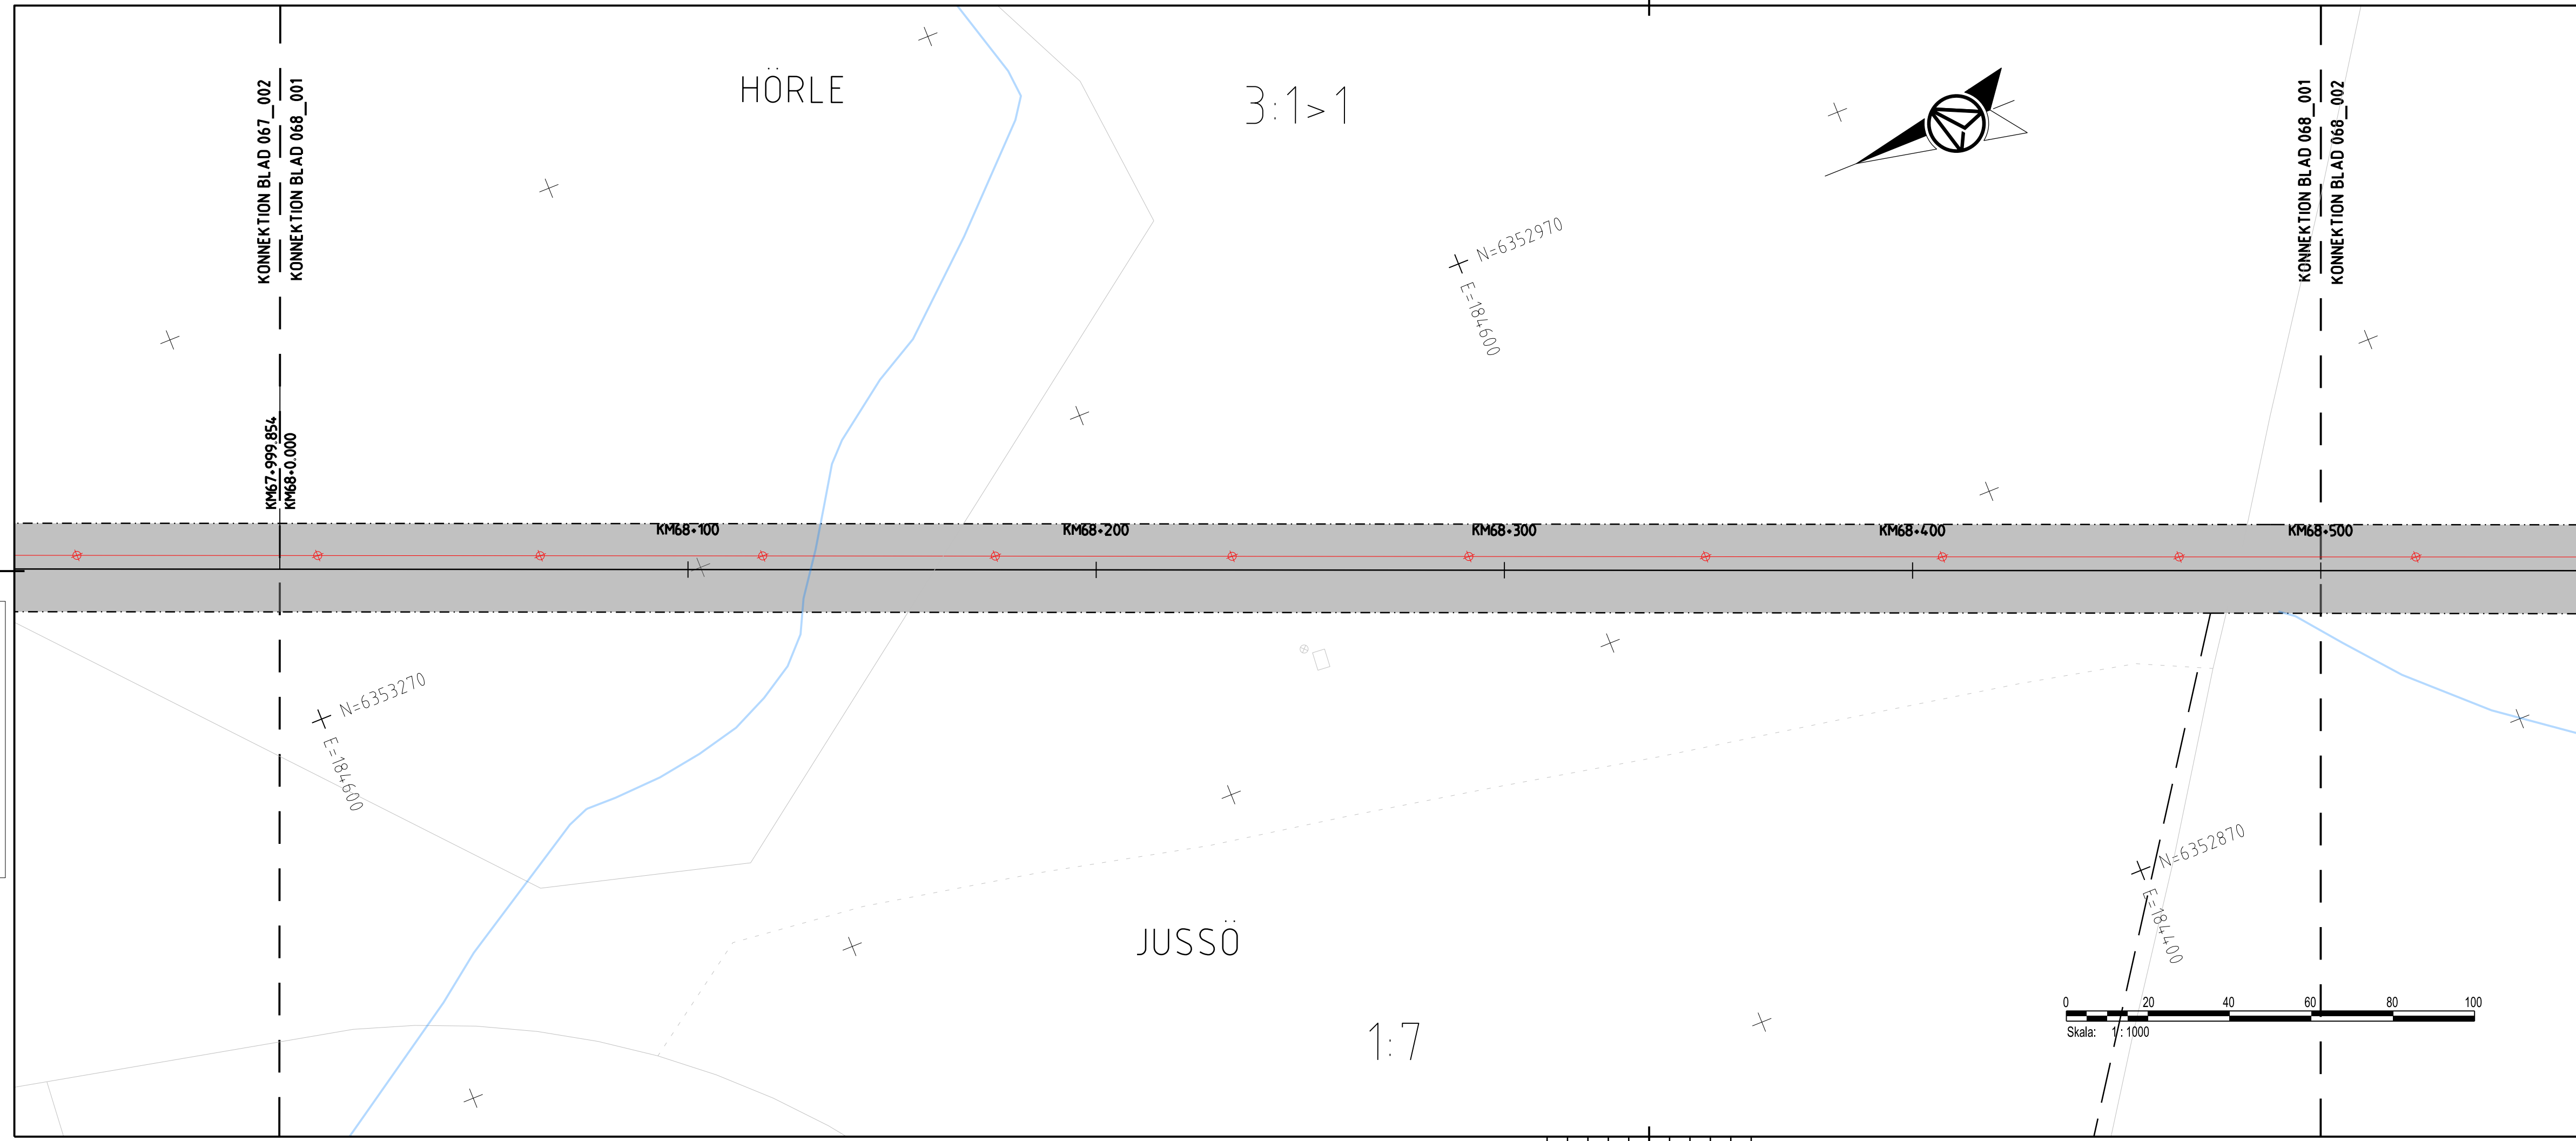 KONNEKTION BLAD 067_002
KONNEKTION BLAD 068_001
HÖRLE
3:1>1
KONNEKTION BLAD 068_001
KONNEKTION BLAD 068_002
N=6352970
E=184600
KM67+999.854
KM68+0.000
KM68+100
KM68+200
KM68+300
KM68+400
KM68+500
N=6353270
E=184600
N=6352870
E=184400
JUSSÖ
1:7
0 20 40 60 80 100
Skala: 1 : 1000